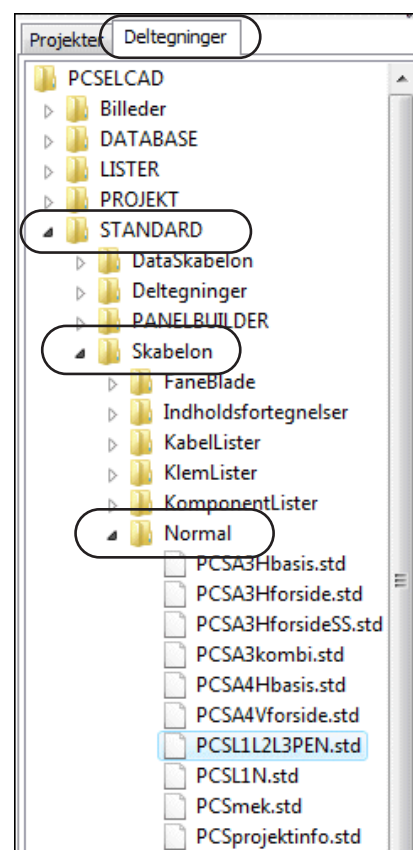 Projekter Deltegninger
PCSELCAD
Billeder
DATABASE
LISTER
PROJEKT
STANDARD
DataSkabelon
Deltegninger
PANELBUILDER
Skabelon
FaneBlade
Indholdsfortegnelser
KabelLister
KlemLister
KomponentLister
Normal
PCSA3Hbasis.std
PCSA3Hforside.std
PCSA3HforsideSS.std
PCSA3kombi.std
PCSA4Hbasis.std
PCSA4Vforside.std
PCSL1L2L3PEN.std
PCSL1N.std
PCSmek.std
PCSprojektinfo.std